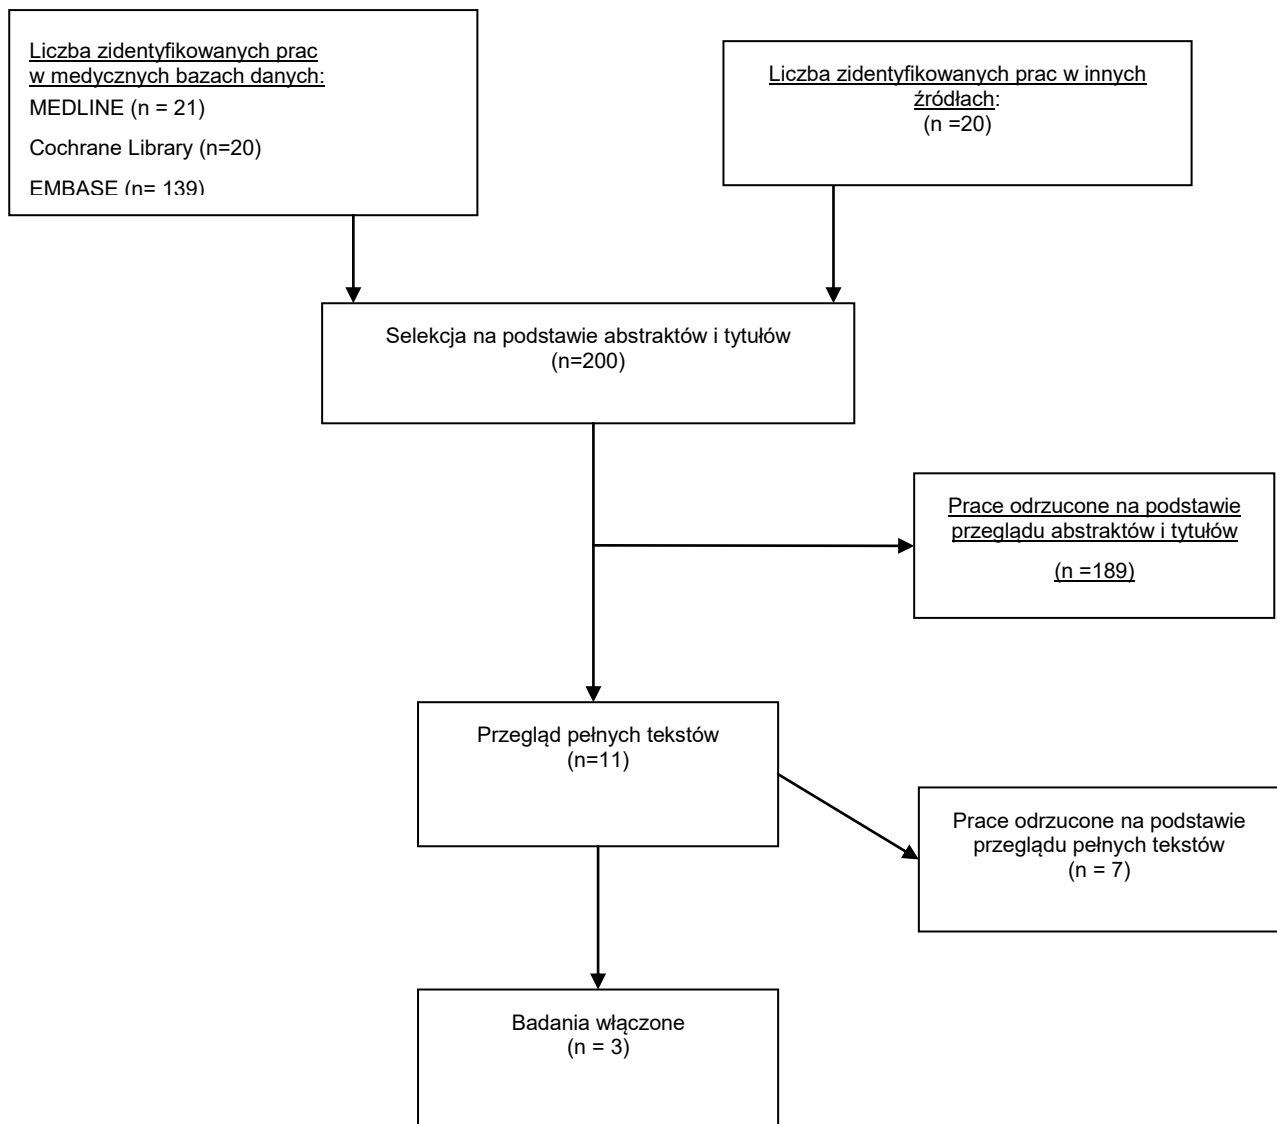 Liczba zidentyfikowanych prac
w medycznych bazach danych:
MEDLINE (n = 21)
Cochrane Library (n=20)
EMBASE (n= 139)
Liczba zidentyfikowanych prac w innych
źródłach:
(n =20)
Selekcja na podstawie abstraktów i tytułów
(n=200)
Prace odrzucone na podstawie
przeglądu abstraktów i tytułów
(n =189)
Przegląd pełnych tekstów
(n=11)
Prace odrzucone na podstawie
przeglądu pełnych tekstów
(n = 7)
Badania włączone
(n = 3)